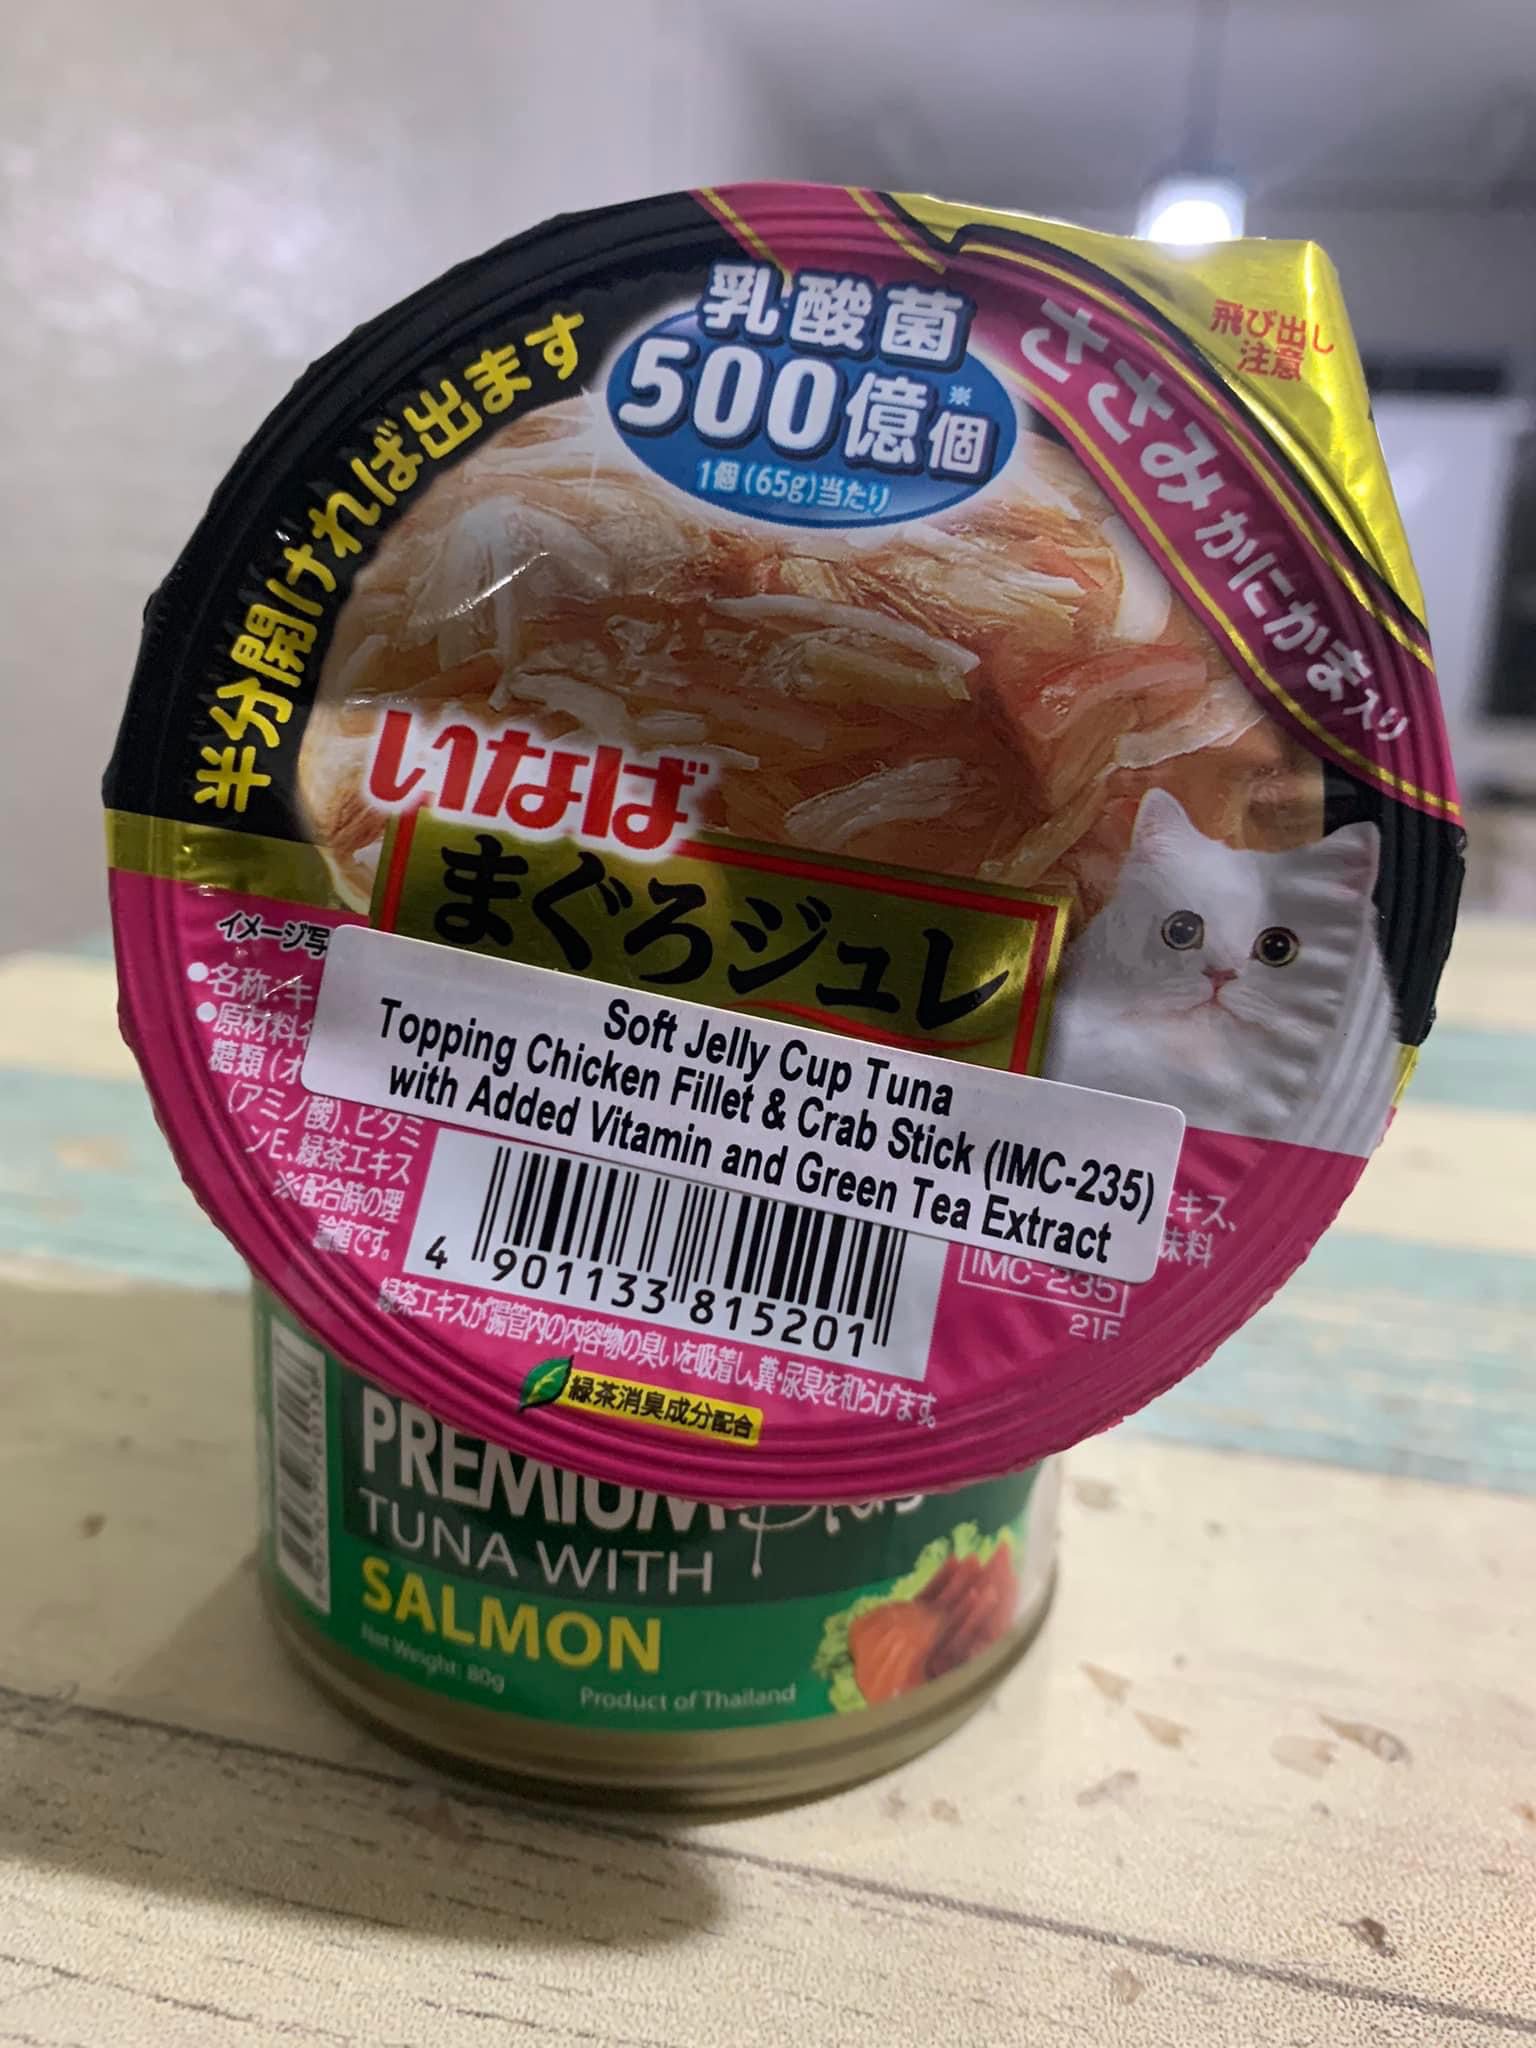 乳酸菌
500億個※
1個(65g)当たり
半分開ければ出ます
飛び出し
注意
ささみかにかま入り
いなば
まぐろジュレ
イメージ写
Soft Jelly Cup Tuna
Topping Chicken Fillet & Crab Stick (IMC-235)
with Added Vitamin and Green Tea Extract
●名称:キ
●原材料
糖類(オ
(アミノ酸)、ビタミ
ンE、緑茶エキス
※配合時の理
論値です。
エキス、
味料
IMC-235
21F
4 901133 815201
緑茶エキスが腸管内の内容物の臭いを吸着し、糞・尿臭を和らげます。
緑茶消臭成分配合
PREMIUM plus
TUNA WITH
SALMON
Net Weight: 80g
Product of Thailand